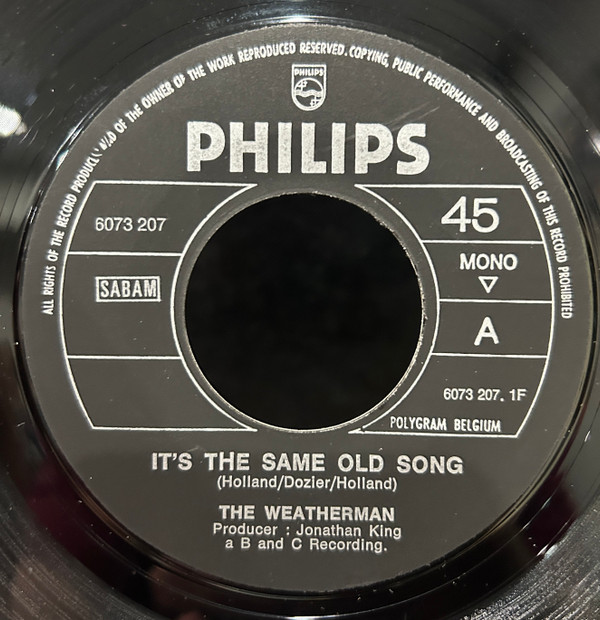 ALL RIGHTS OF THE RECORD PRODUC AND OF THE OWNER OF THE WORK REPRODUCED RESERVED. COPYING, PUBLIC PERFORMANCE AND BROADCASTING OF THIS RECORD PROHIBITED
PHILIPS
PHILIPS
6073 207
45
SABAM
MONO
A
6073 207. 1F
POLYGRAM BELGIUM
IT'S THE SAME OLD SONG
(Holland/Dozier/Holland)
THE WEATHERMAN
Producer : Jonathan King
a B and C Recording.